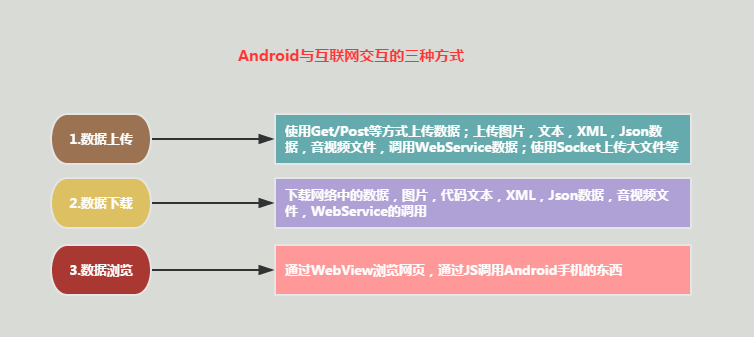 Android与互联网交互的三种方式
1.数据上传
使用Get/Post等方式上传数据；上传图片，文本，XML，Json数
据，音视频文件，调用WebService数据；使用Socket上传大文件等
2.数据下载
下载网络中的数据，图片，代码文本，XML，Json数据，音视频文
件，WebService的调用
3.数据浏览
通过WebView浏览网页，通过JS调用Android手机的东西